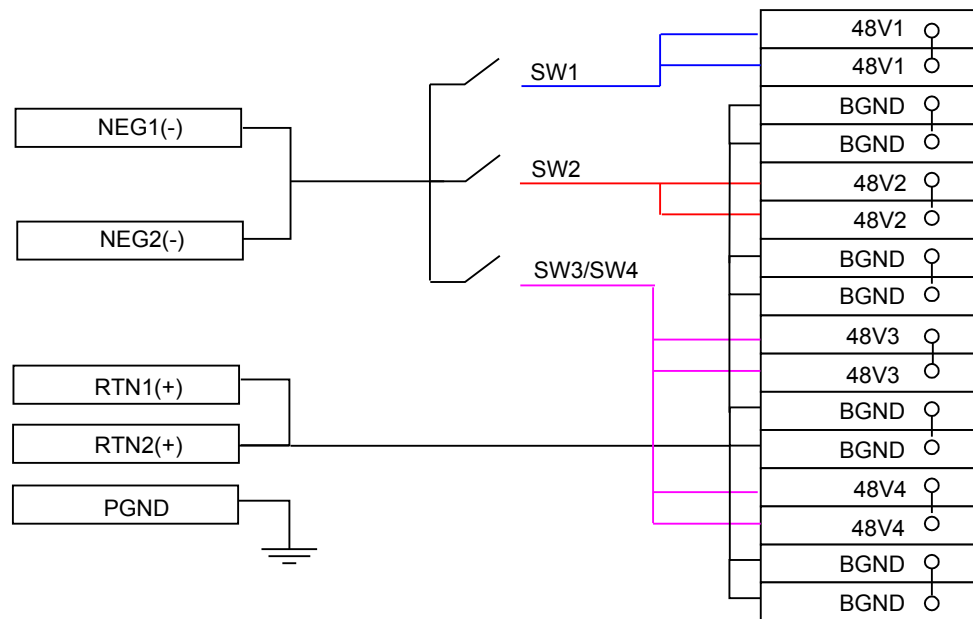 NEG1(-)
NEG2(-)
RTN1(+)
RTN2(+)
PGND
SW1
SW2
SW3/SW4
48V1
48V1
BGND
BGND
48V2
48V2
BGND
BGND
48V3
48V3
BGND
BGND
48V4
48V4
BGND
BGND